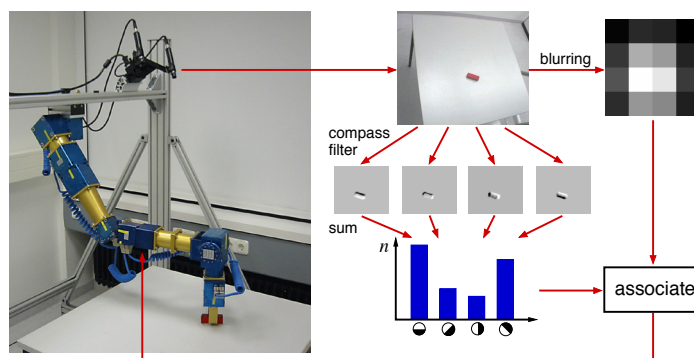 blurring
compass
filter
sum
n
associate